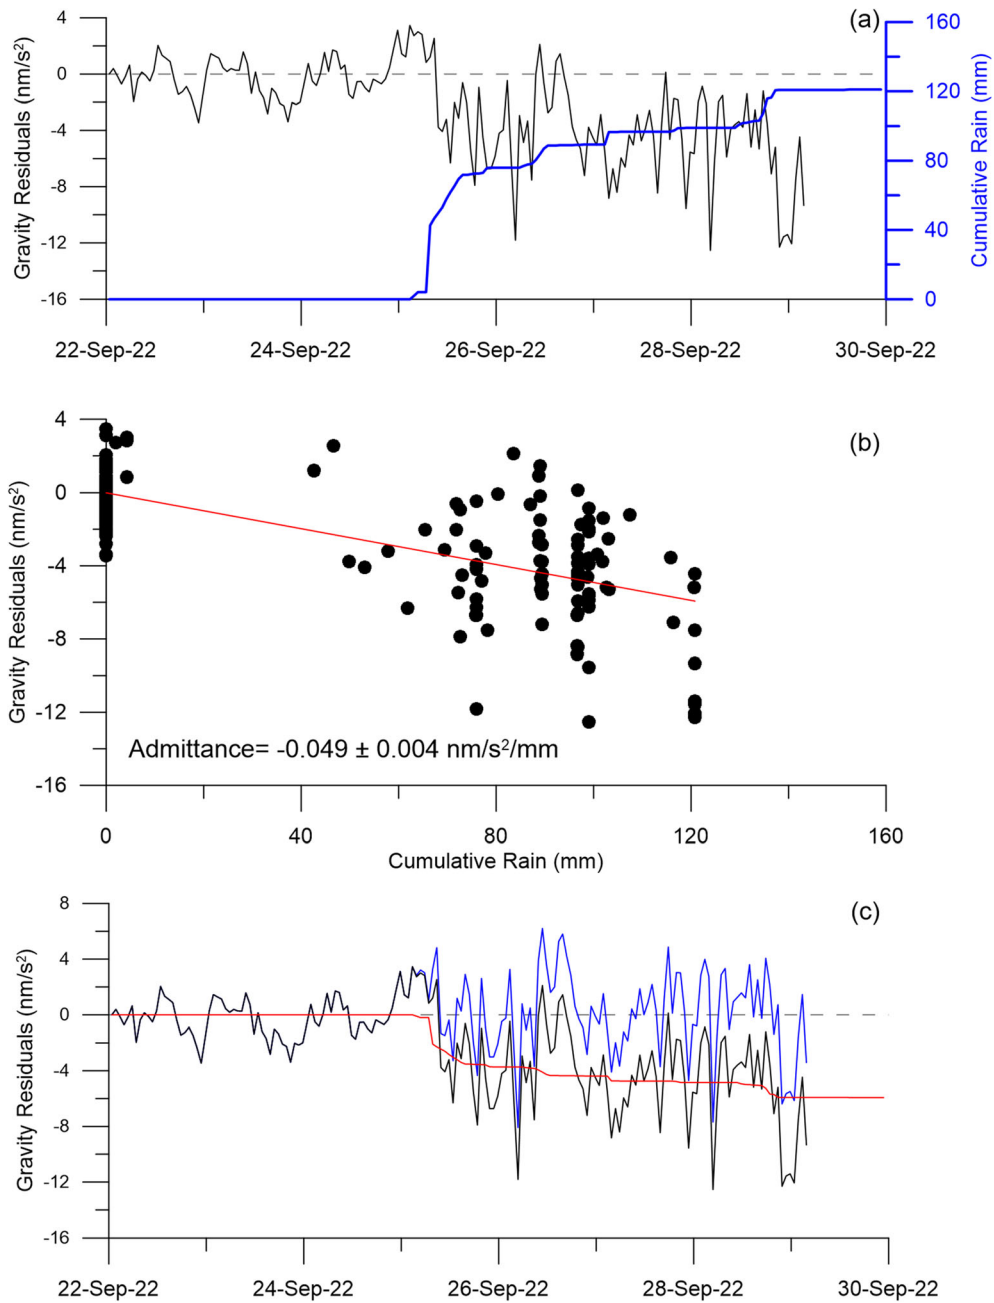 (a)
4
0
-4
-8
-12
-16
Gravity Residuals (nm/s²)
160
120
80
40
0
Cumulative Rain (mm)
22-Sep-22 24-Sep-22 26-Sep-22 28-Sep-22 30-Sep-22
(b)
4
0
-4
-8
-12
-16
Gravity Residuals (nm/s²)
Admittance= -0.049 ± 0.004 nm/s²/mm
0 40 80 120 160
Cumulative Rain (mm)
(c)
8
4
0
-4
-8
-12
-16
Gravity Residuals (nm/s²)
22-Sep-22 24-Sep-22 26-Sep-22 28-Sep-22 30-Sep-22